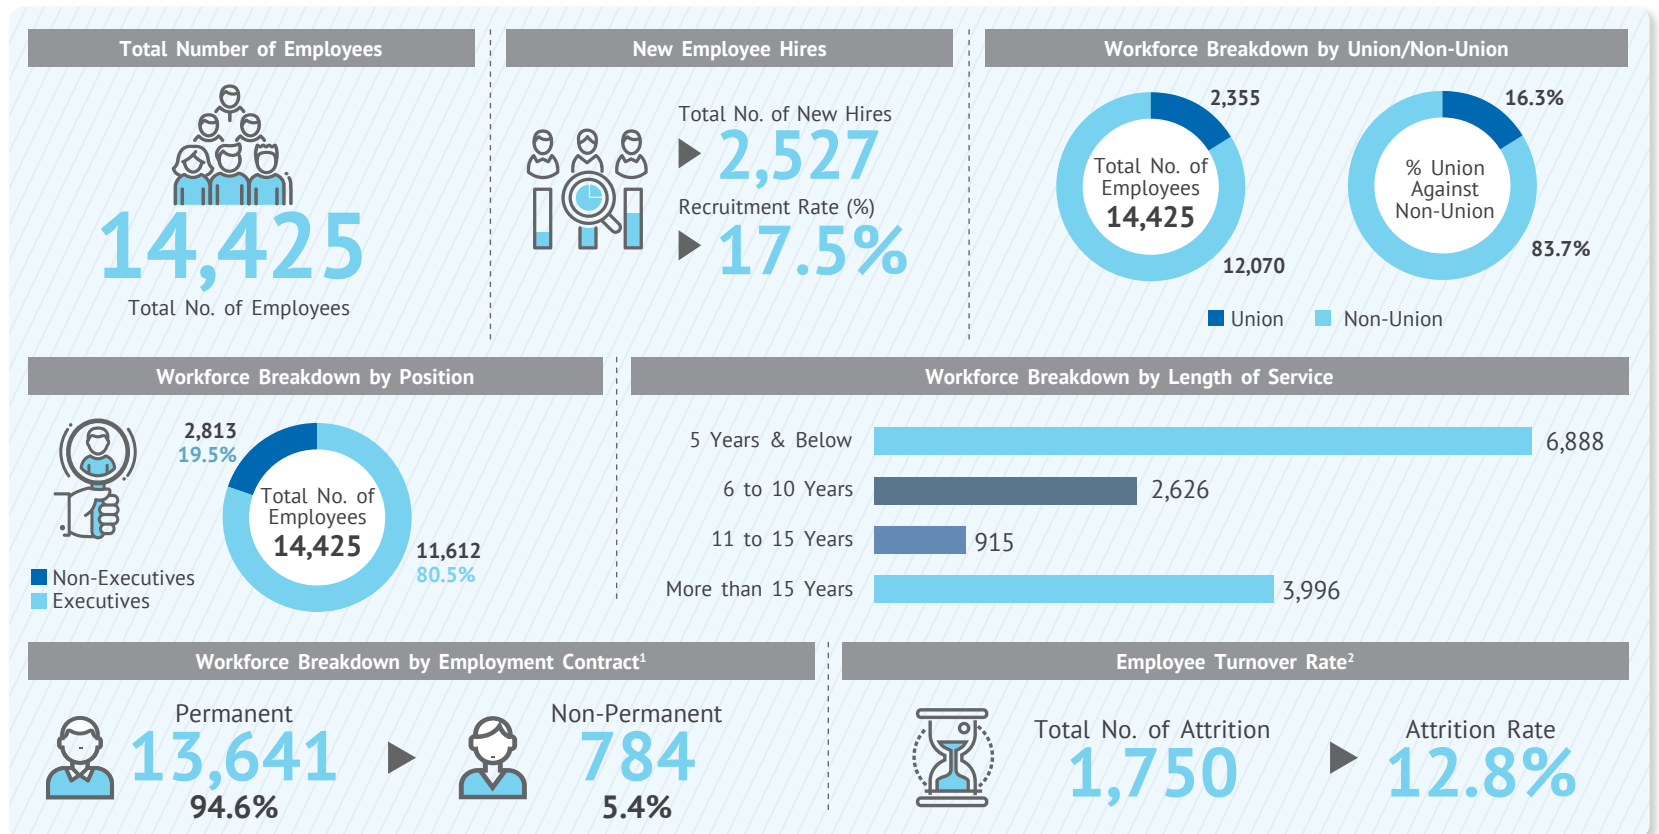 Total Number of Employees
14,425
Total No. of Employees
New Employee Hires
Total No. of New Hires
2,527
Recruitment Rate (%)
17.5%
Workforce Breakdown by Union/Non-Union
2,355
Total No. of
Employees
14,425
12,070
16.3%
% Union
Against
Non-Union
83.7%
Union
Non-Union
Workforce Breakdown by Position
2,813
19.5%
Total No. of
Employees
14,425
11,612
80.5%
Non-Executives
Executives
Workforce Breakdown by Length of Service
5 Years & Below 6,888
6 to 10 Years 2,626
11 to 15 Years 915
More than 15 Years 3,996
Workforce Breakdown by Employment Contract¹
Permanent
13,641
94.6%
Non-Permanent
784
5.4%
Employee Turnover Rate²
Total No. of Attrition
1,750
Attrition Rate
12.8%